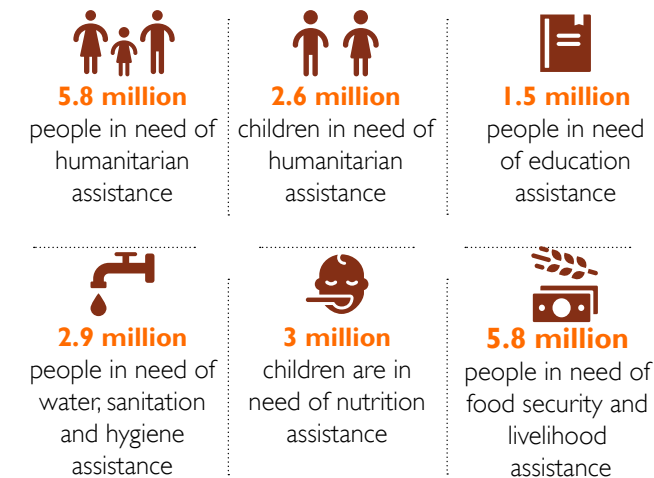 5.8 million
people in need of
humanitarian
assistance
2.6 million
children in need of
humanitarian
assistance
1.5 million
people in need
of education
assistance
2.9 million
people in need of
water, sanitation
and hygiene
assistance
3 million
children are in
need of nutrition
assistance
5.8 million
people in need of
food security and
livelihood
assistance